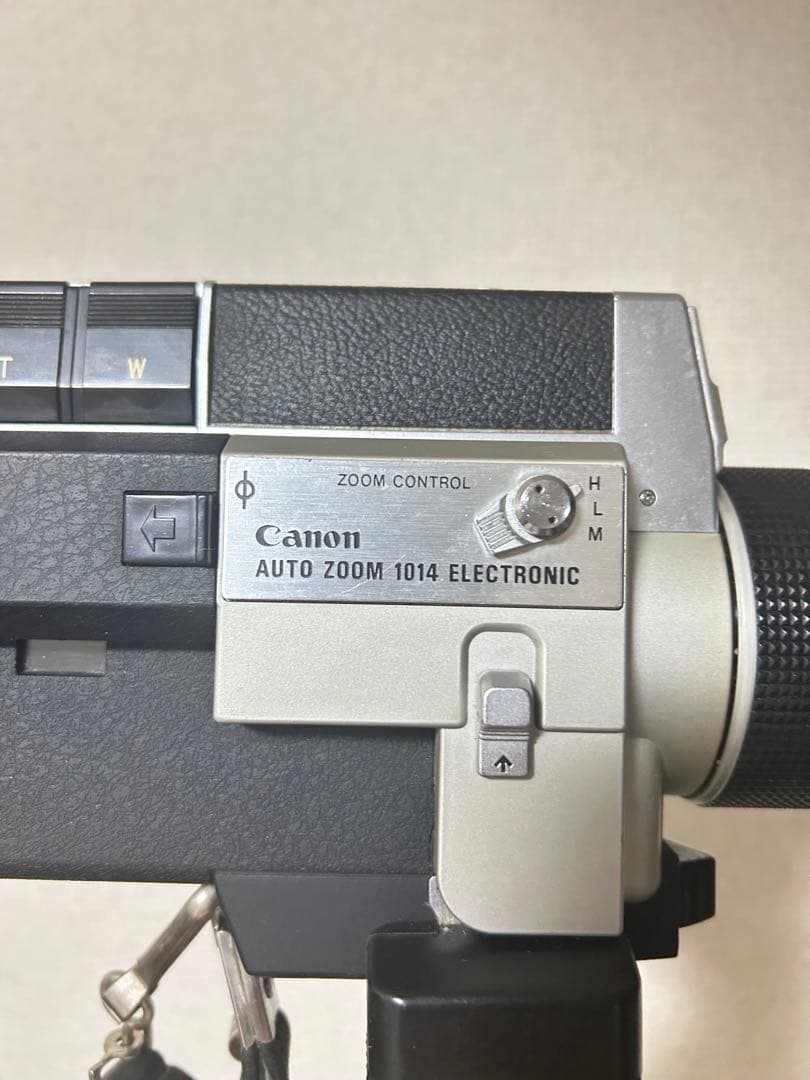 T W
ZOOM CONTROL
H
L
M
Canon
AUTO ZOOM 1014 ELECTRONIC